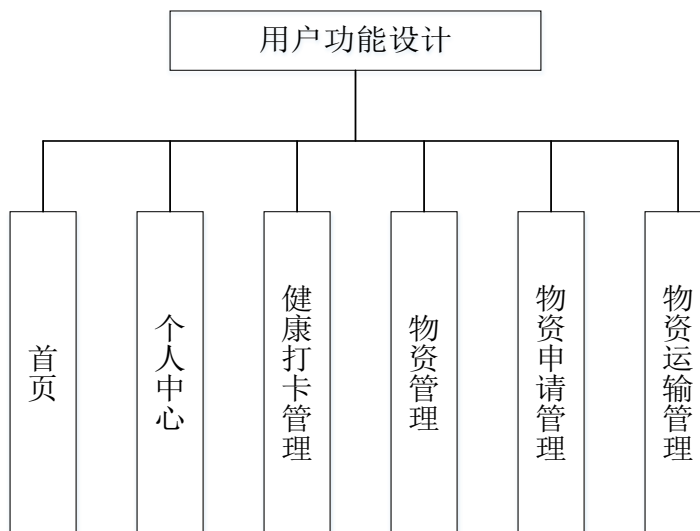 用户功能设计
首页
个人中心
健康打卡管理
物资管理
物资申请管理
物资运输管理